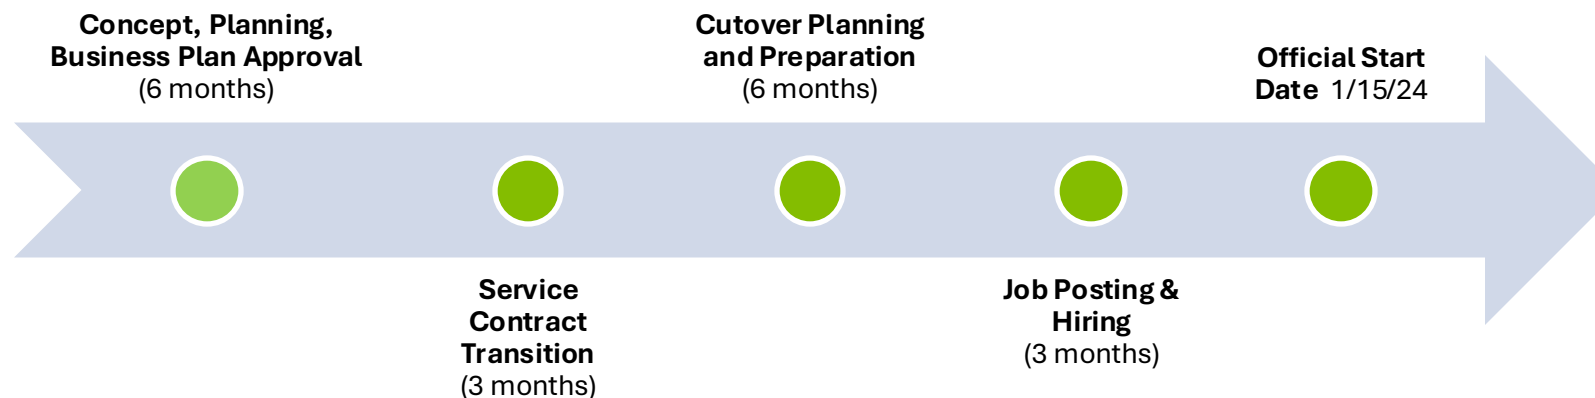 Concept, Planning,
Business Plan Approval
(6 months)
Service
Contract
Transition
(3 months)
Cutover Planning
and Preparation
(6 months)
Job Posting &
Hiring
(3 months)
Official Start
Date 1/15/24